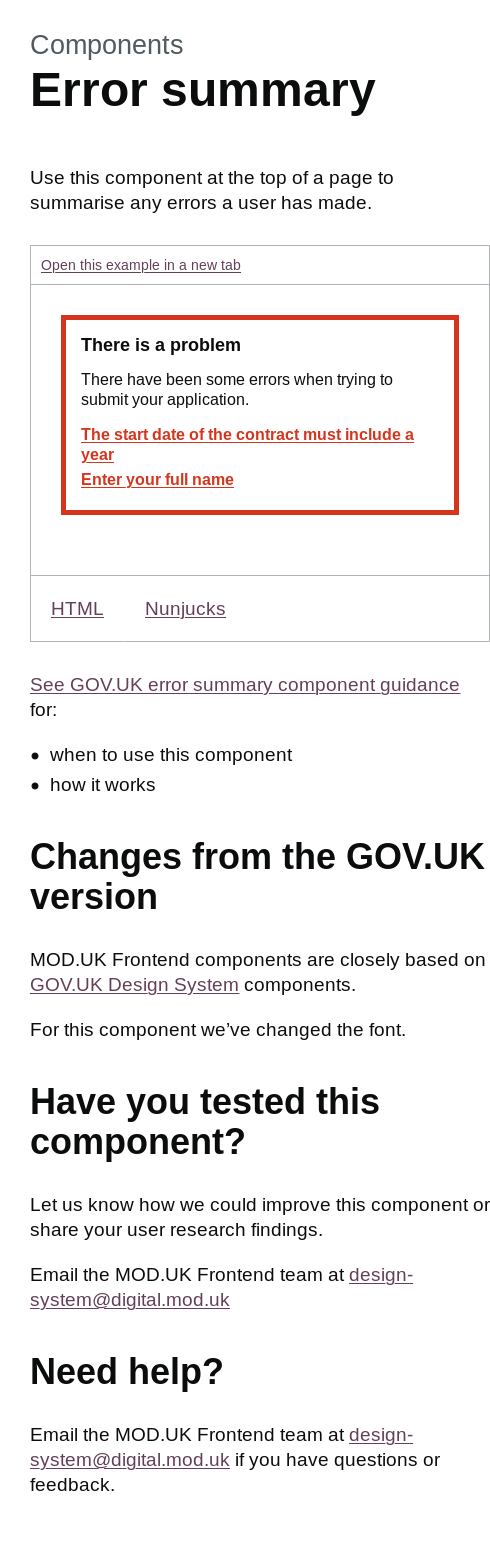 Components
Error summary
Use this component at the top of a page to
summarise any errors a user has made.
Open this example in a new tab
There is a problem
There have been some errors when trying to
submit your application.
The start date of the contract must include a
year
Enter your full name
HTML Nunjucks
See GOV.UK error summary component guidance
for:
• when to use this component
• how it works
Changes from the GOV.UK
version
MOD.UK Frontend components are closely based on
GOV.UK Design System components.
For this component we’ve changed the font.
Have you tested this
component?
Let us know how we could improve this component or
share your user research findings.
Email the MOD.UK Frontend team at design-
system@digital.mod.uk
Need help?
Email the MOD.UK Frontend team at design-
system@digital.mod.uk if you have questions or
feedback.